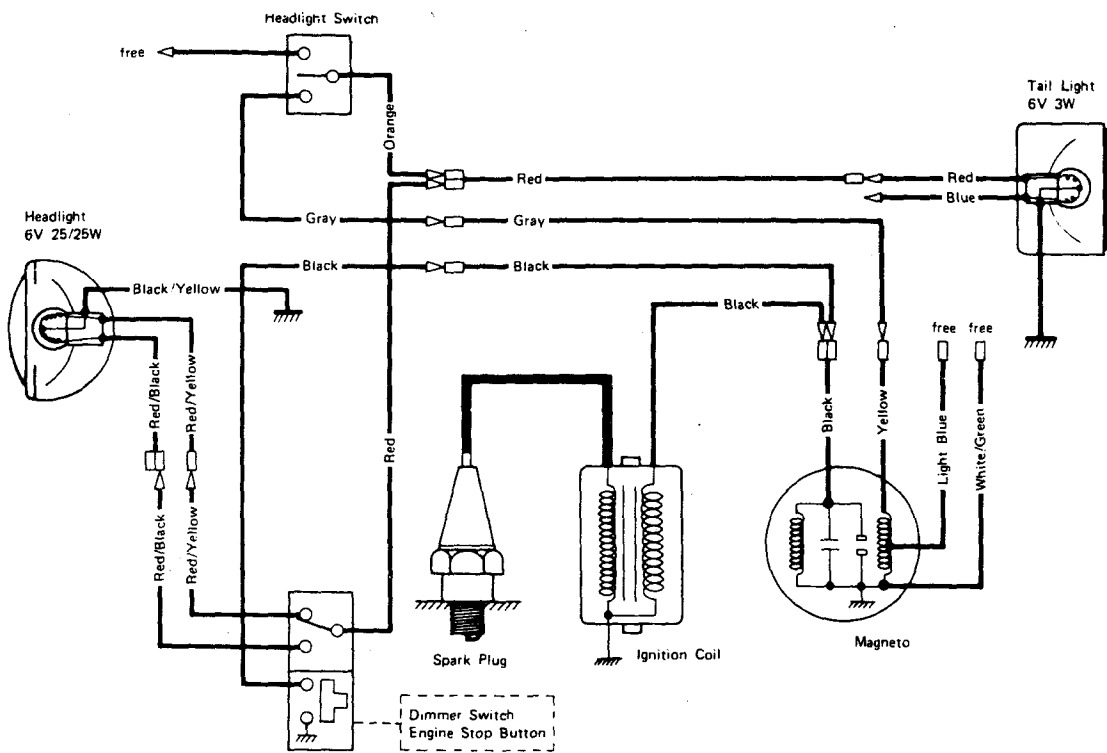 Headlight Switch
free
Orange
Tail Light
6V 3W
Red
Red
Blue
Headlight
6V 25/25W
Gray
Gray
Black
Black
Black/Yellow
Black
free free
Red/Black
Red/Yellow
Red
Black
Yellow
Light Blue
White/Green
Red/Black
Red/Yellow
Spark Plug
Ignition Coil
Magneto
Dimmer Switch
Engine Stop Button